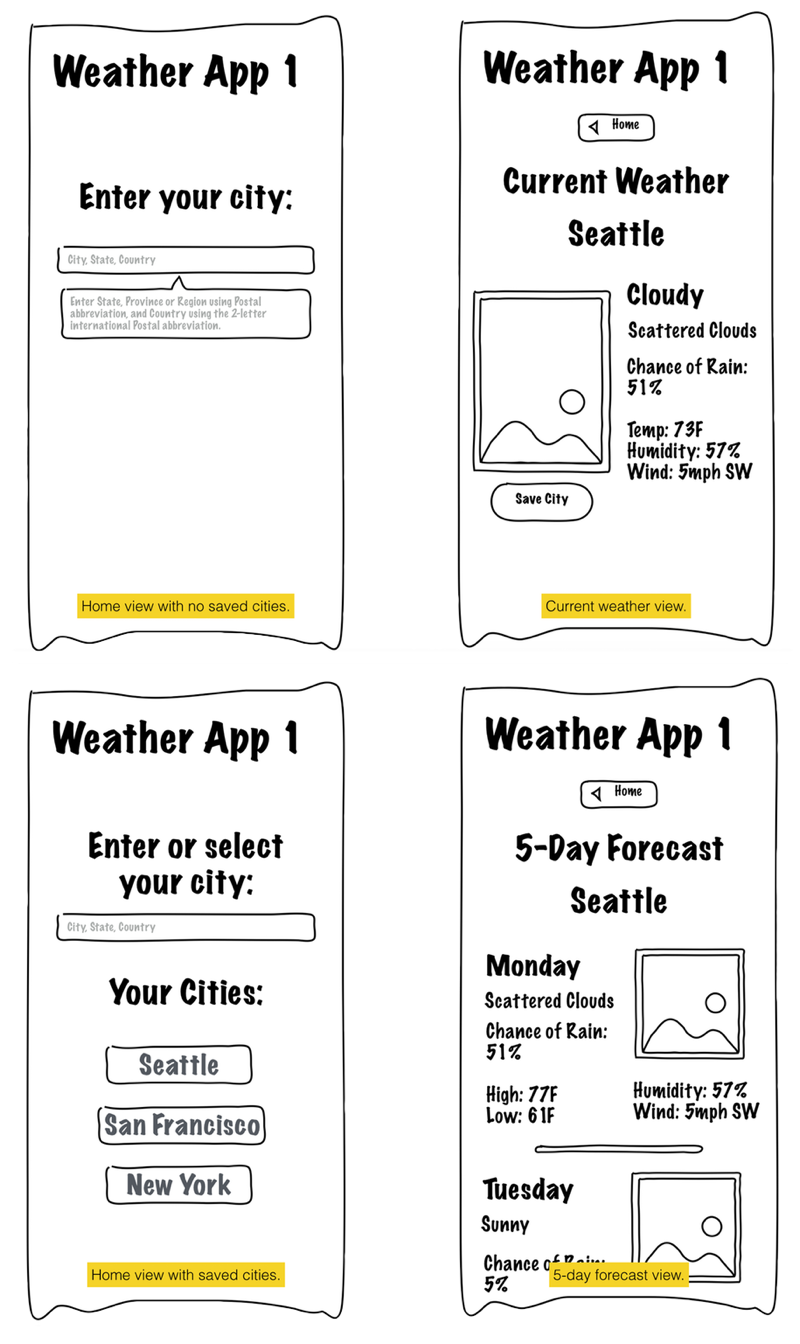 Weather App 1
Enter your city:
City, State, Country
Enter State, Province or Region using Postal
abbreviation, and Country using the 2-letter
international Postal abbreviation.
Home view with no saved cities.
Weather App 1
Home
Current Weather
Seattle
Cloudy
Scattered Clouds
Chance of Rain:
51%
Temp: 73F
Humidity: 57%
Wind: 5mph SW
Save City
Current weather view.
Weather App 1
Enter or select
your city:
City, State, Country
Your Cities:
Seattle
San Francisco
New York
Home view with saved cities.
Weather App 1
Home
5-Day Forecast
Seattle
Monday
Scattered Clouds
Chance of Rain:
51%
High: 77F
Low: 61F
Humidity: 57%
Wind: 5mph SW
Tuesday
Sunny
Chance of Rain:
5%
5-day forecast view.